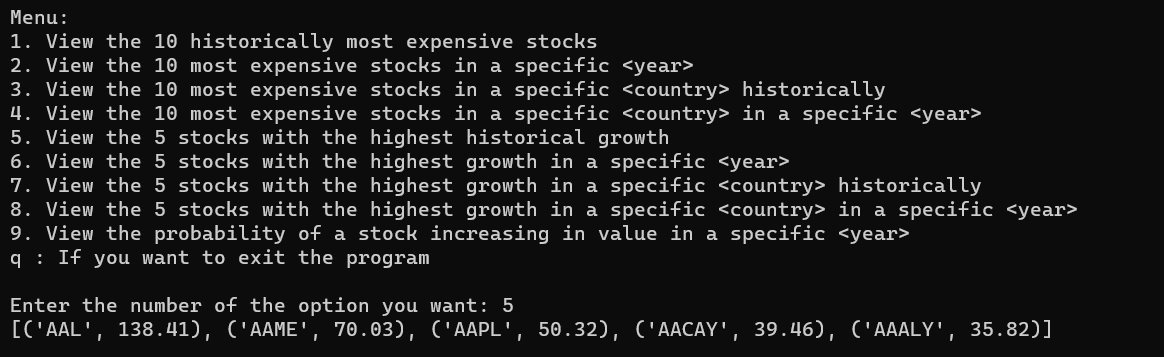 Menu:
1. View the 10 historically most expensive stocks
2. View the 10 most expensive stocks in a specific <year>
3. View the 10 most expensive stocks in a specific <country> historically
4. View the 10 most expensive stocks in a specific <country> in a specific <year>
5. View the 5 stocks with the highest historical growth
6. View the 5 stocks with the highest growth in a specific <year>
7. View the 5 stocks with the highest growth in a specific <country> historically
8. View the 5 stocks with the highest growth in a specific <country> in a specific <year>
9. View the probability of a stock increasing in value in a specific <year>
q : If you want to exit the program

Enter the number of the option you want: 5
[('AAL', 138.41), ('AAME', 70.03), ('AAPL', 50.32), ('AACAY', 39.46), ('AAALY', 35.82)]